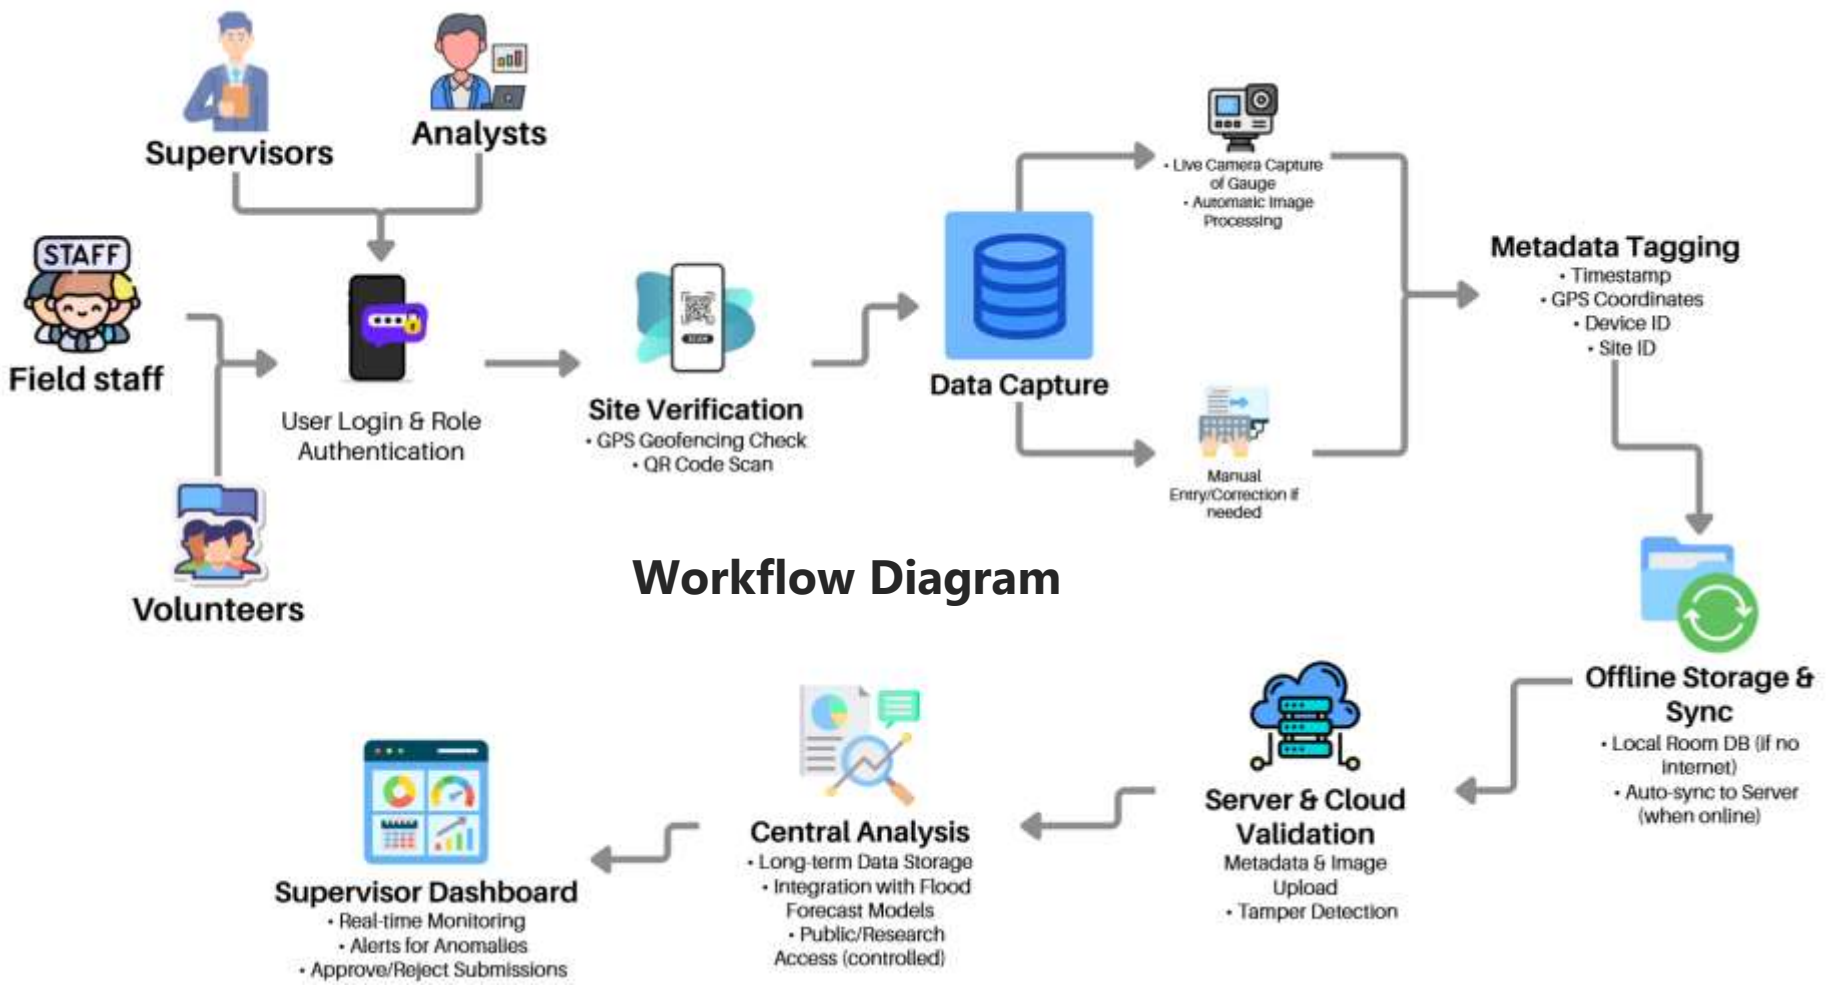 Supervisors
Analysts
STAFF
Field staff
Volunteers
User Login & Role
Authentication
SCAN
Site Verification
• GPS Geofencing Check
• QR Code Scan
Data Capture
• Live Camera Capture
of Gauge
• Automatic Image
Processing
Manual
Entry/Correction if
needed
Metadata Tagging
• Timestamp
• GPS Coordinates
• Device ID
• Site ID
Workflow Diagram
Offline Storage &
Sync
• Local Room DB (if no
internet)
• Auto-sync to Server
(when online)
Server & Cloud
Validation
Metadata & Image
Upload
• Tamper Detection
Central Analysis
• Long-term Data Storage
• Integration with Flood
Forecast Models
• Public/Research
Access (controlled)
Supervisor Dashboard
• Real-time Monitoring
• Alerts for Anomalies
• Approve/Reject Submissions